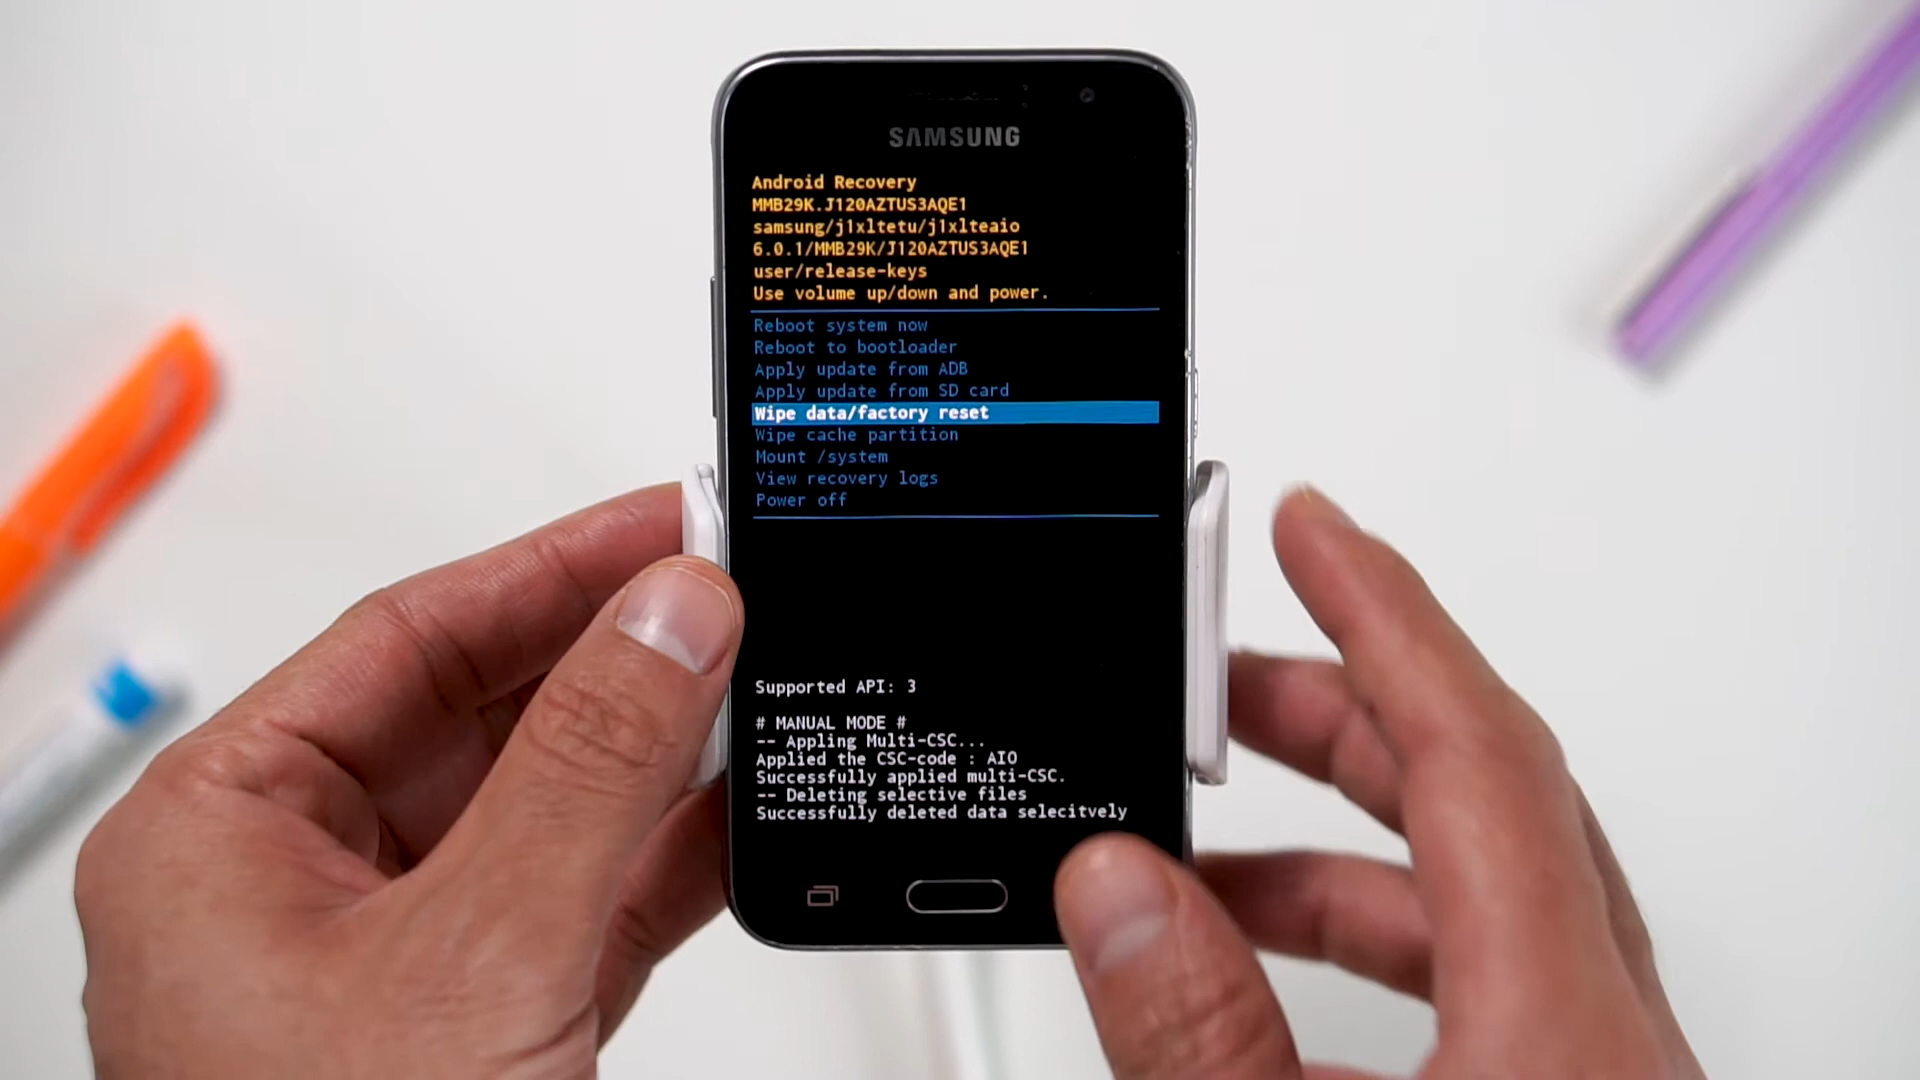 SAMSUNG
Android Recovery
MMB29K.J120AZTUS3AQE1
samsung/j1xltetu/j1xlteaio
6.0.1/MMB29K/J120AZTUS3AQE1
user/release-keys
Use volume up/down and power.
Reboot system now
Reboot to bootloader
Apply update from ADB
Apply update from SD card
Wipe data/factory reset
Wipe cache partition
Mount /system
View recovery logs
Power off
Supported API: 3
# MANUAL MODE #
-- Appling Multi-CSC...
Applied the CSC-code : AIO
Successfully applied multi-CSC.
-- Deleting selective files
Successfully deleted data selecitvely